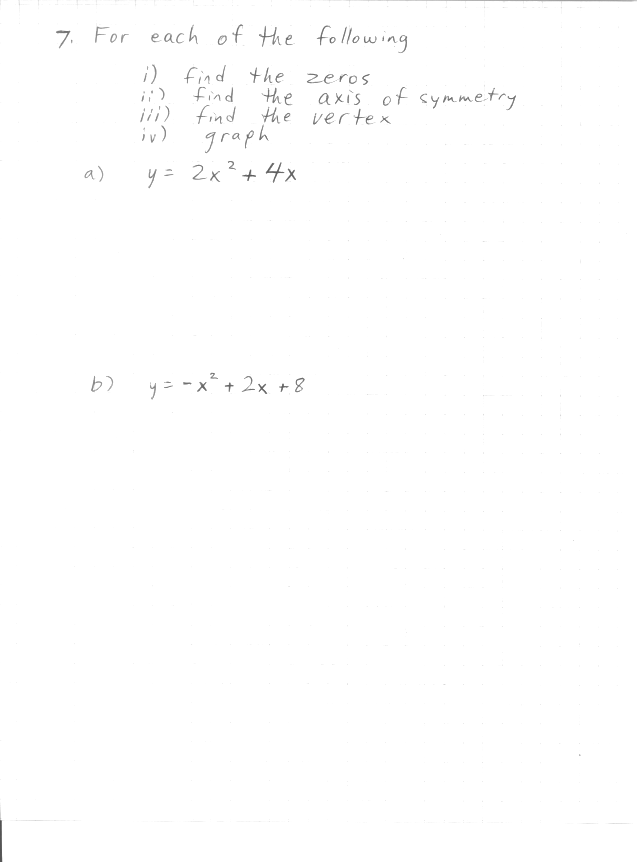 7. For each of the following
i) find the zeros
ii) find the axis of symmetry
iii) find the vertex
iv) graph
a) y = 2x² + 4x
b) y = -x² + 2x + 8